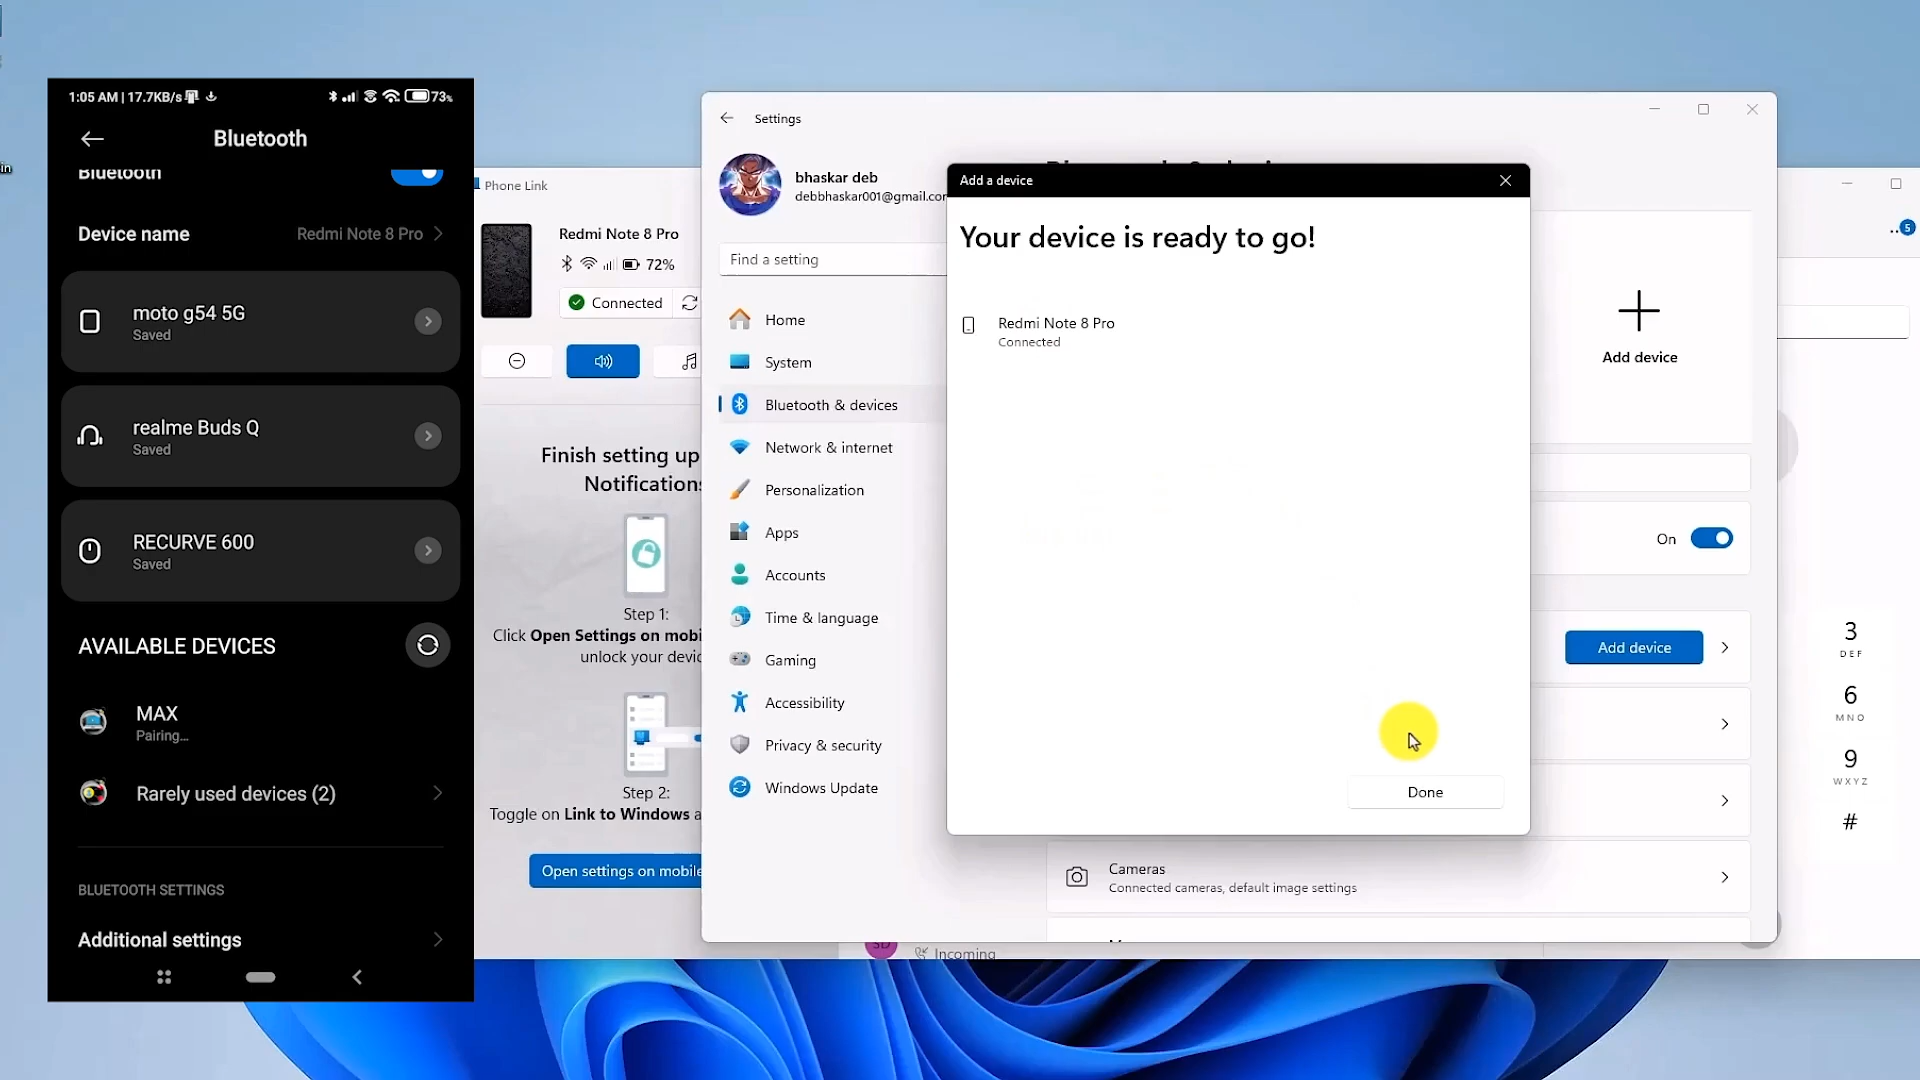 in
1:05 AM | 17.7KB/s
73%
Bluetooth
Bluetooth
Device name
Redmi Note 8 Pro
moto g54 5G
Saved
realme Buds Q
Saved
RECURVE 600
Saved
AVAILABLE DEVICES
MAX
Pairing...
Rarely used devices (2)
BLUETOOTH SETTINGS
Additional settings
Phone Link
Redmi Note 8 Pro
72%
Connected
Finish setting up
Notifications
Step 1:
Click Open Settings on mobi
unlock your devic
Step 2:
Toggle on Link to Windows a
Open settings on mobile
Settings
bhaskar deb
debbhaskar001@gmail.cor
Find a setting
Home
System
Bluetooth & devices
Network & internet
Personalization
Apps
Accounts
Time & language
Gaming
Accessibility
Privacy & security
Windows Update
Add a device
Your device is ready to go!
Redmi Note 8 Pro
Connected
Done
Add device
On
Add device
Cameras
Connected cameras, default image settings
SD
Incoming
5
3
DEF
6
MNO
9
WXYZ
#